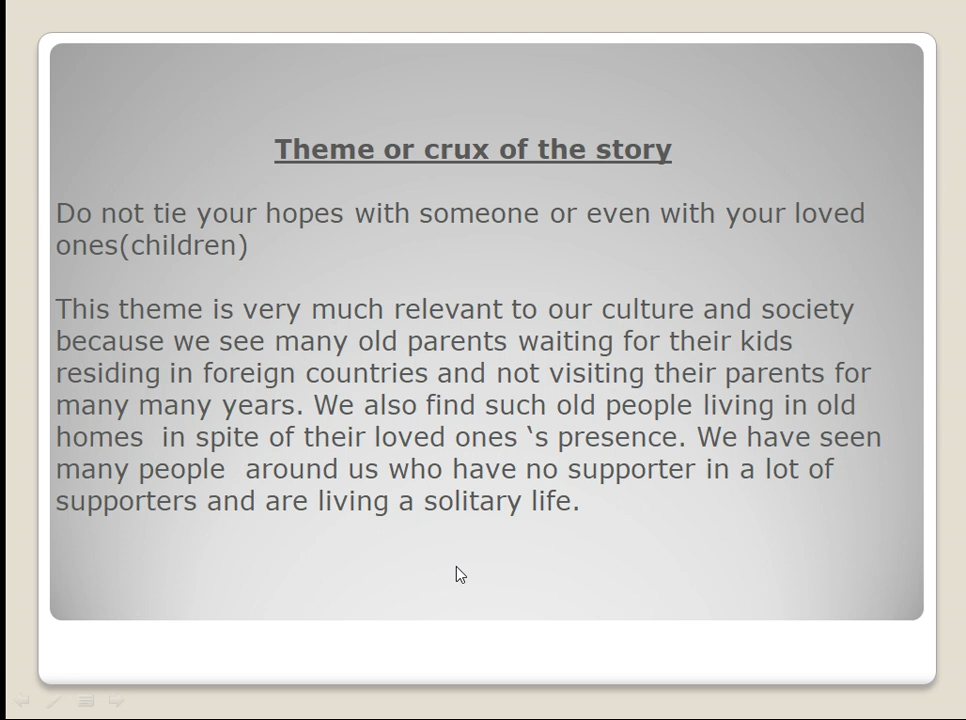 Theme or crux of the story
Do not tie your hopes with someone or even with your loved
ones(children)
This theme is very much relevant to our culture and society
because we see many old parents waiting for their kids
residing in foreign countries and not visiting their parents for
many many years. We also find such old people living in old
homes  in spite of their loved ones ‛s presence. We have seen
many people  around us who have no supporter in a lot of
supporters and are living a solitary life.